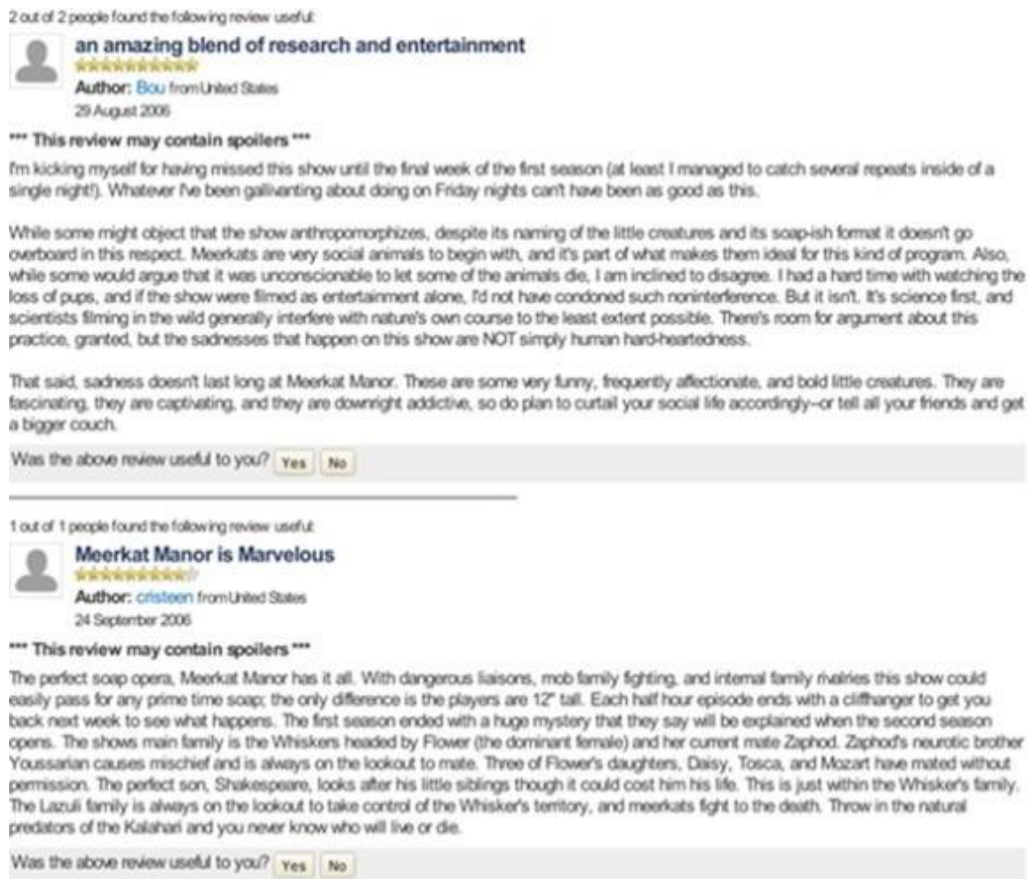 2 out of 2 people found the following review useful:
an amazing blend of research and entertainment
Author: Bou from United States
29 August 2006
*** This review may contain spoilers ***
I'm kicking myself for having missed this show until the final week of the first season (at least I managed to catch several repeats inside of a
single night!). Whatever I've been gallivanting about doing on Friday nights can't have been as good as this.
While some might object that the show anthropomorphizes, despite its naming of the little creatures and its soap-ish format it doesn't go
overboard in this respect. Meerkats are very social animals to begin with, and it's part of what makes them ideal for this kind of program. Also,
while some would argue that it was unconscionable to let some of the animals die, I am inclined to disagree. I had a hard time with watching the
loss of pups, and if the show were filmed as entertainment alone, I'd not have condoned such noninterference. But it isn't. It's science first, and
scientists filming in the wild generally interfere with nature's own course to the least extent possible. There's room for argument about this
practice, granted, but the sadnesses that happen on this show are NOT simply human hard-heartedness.
That said, sadness doesn't last long at Meerkat Manor. These are some very funny, frequently affectionate, and bold little creatures. They are
fascinating, they are captivating, and they are downright addictive, so do plan to curtail your social life accordingly--or tell all your friends and get
a bigger couch.
Was the above review useful to you? Yes No
1 out of 1 people found the following review useful:
Meerkat Manor is Marvelous
Author: cristeen from United States
24 September 2006
*** This review may contain spoilers ***
The perfect soap opera, Meerkat Manor has it all. With dangerous liaisons, mob family fighting, and internal family rivalries this show could
easily pass for any prime time soap; the only difference is the players are 12" tall. Each half hour episode ends with a cliffhanger to get you
back next week to see what happens. The first season ended with a huge mystery that they say will be explained when the second season
opens. The shows main family is the Whiskers headed by Flower (the dominant female) and her current mate Zaphod. Zaphod's neurotic brother
Youssarian causes mischief and is always on the lookout to mate. Three of Flower's daughters, Daisy, Tosca, and Mozart have mated without
permission. The perfect son, Shakespeare, looks after his little siblings though it could cost him his life. This is just within the Whisker's family.
The Lazuli family is always on the lookout to take control of the Whisker's territory, and meerkats fight to the death. Throw in the natural
predators of the Kalahari and you never know who will live or die.
Was the above review useful to you? Yes No